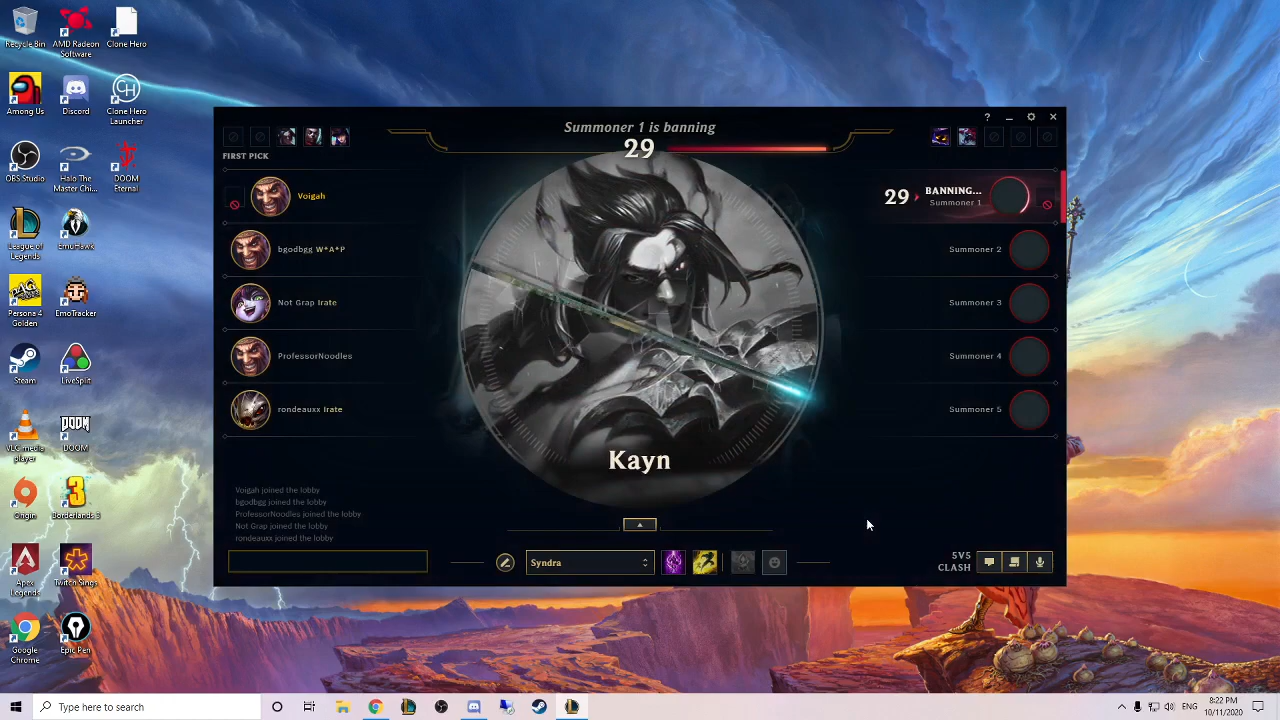 Recycle Bin
AMD Radeon
Software
Clone Hero
Among Us
Discord
Clone Hero
Launcher
OBS Studio
Halo The
Master Chi...
DOOM
Eternal
League of
Legends
EmoHawk
Persona 4
Golden
EmoTracker
Steam
LiveSplit
VLC media
player
DOOM
Origin
Borderlands 3
Apex
Legends
Twitch Sings
Google
Chrome
Epic Pen
Summoner 1 is banning
29
FIRST PICK
Voigah
bgodbgg W*A*P
Not Grap Irate
ProfessorNoodles
rondeauxx Irate
29 BANNING...
Summoner 1
Summoner 2
Summoner 3
Summoner 4
Summoner 5
Kayn
Voigah joined the lobby
bgodbgg joined the lobby
ProfessorNoodles joined the lobby
Not Grap joined the lobby
rondeauxx joined the lobby
Syndra
5V5
CLASH
Type here to search
ENG
8:22 PM
10/11/2020